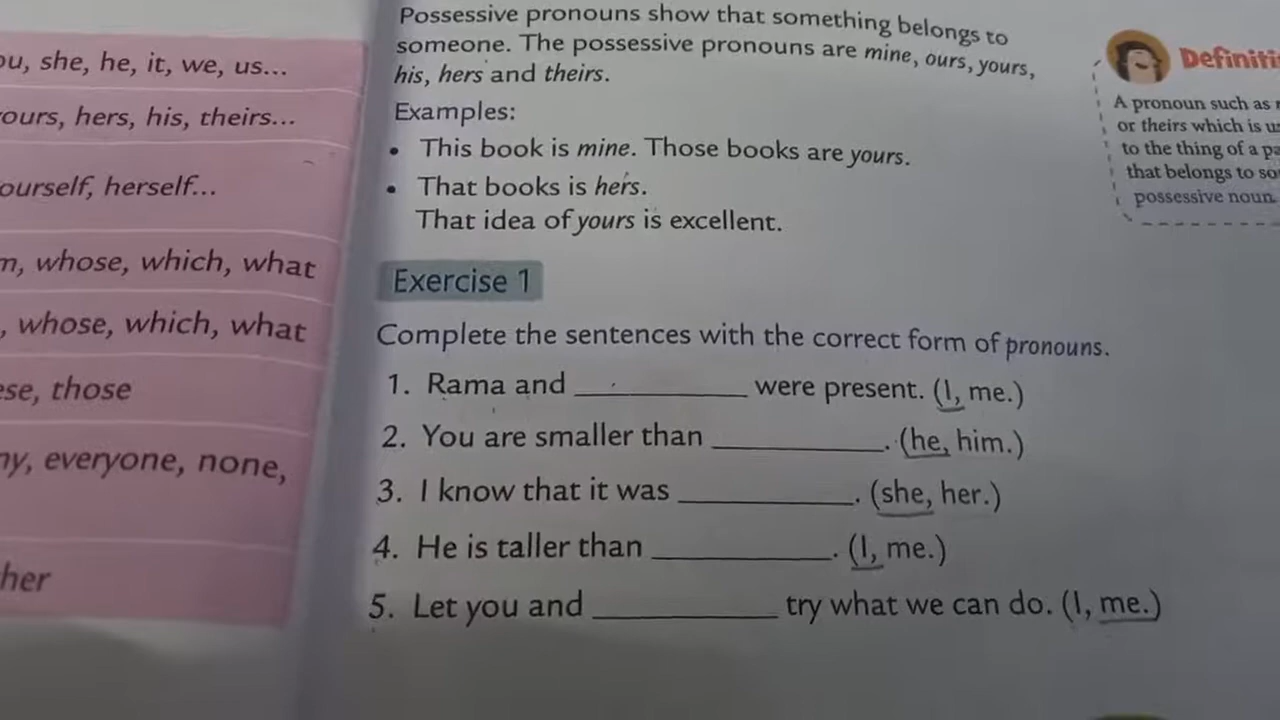 ou, she, he, it, we, us...
ours, hers, his, theirs...
ourself, herself...
m, whose, which, what
, whose, which, what
ese, those
ny, everyone, none,
her
Possessive pronouns show that something belongs to
someone. The possessive pronouns are mine, ours, yours,
his, hers and theirs.
Examples:
• This book is mine. Those books are yours.
• That books is hers.
That idea of yours is excellent.
Exercise 1
Complete the sentences with the correct form of pronouns.
1. Rama and ____________ were present. (I, me.)
2. You are smaller than ____________. (he, him.)
3. I know that it was ____________. (she, her.)
4. He is taller than ____________. (I, me.)
5. Let you and ____________ try what we can do. (I, me.)
Definiti
A pronoun such as
or theirs which is u
to the thing of a pa
that belongs to so
possessive noun